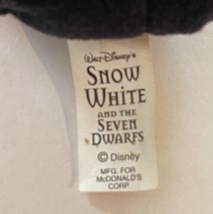 WALT DISNEY'S
SNOW
WHITE
AND THE
SEVEN
DWARFS
© Disney
MFG. FOR
McDONALD'S
CORP.